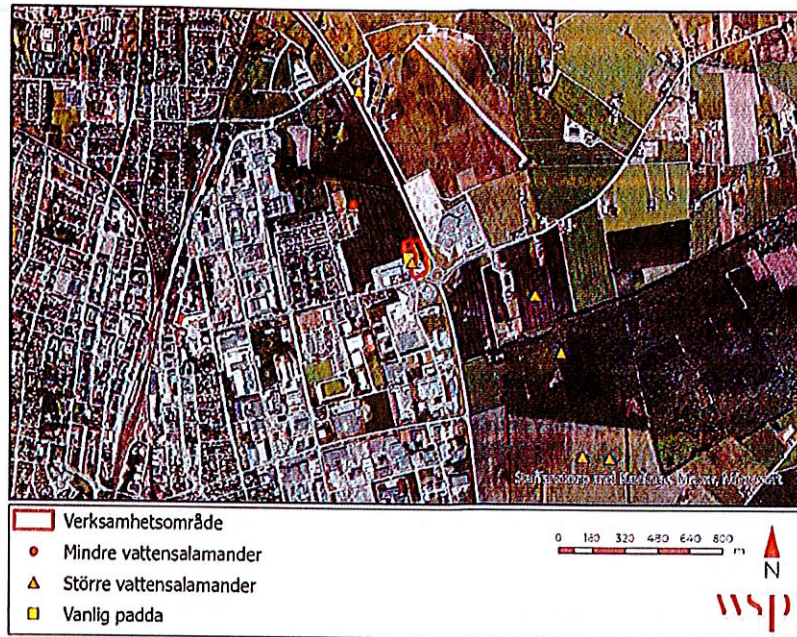 Verksamhetsområde
Mindre vattensalamander
Större vattensalamander
Vanlig padda
0 160 320 480 640 800
m
N
wsp